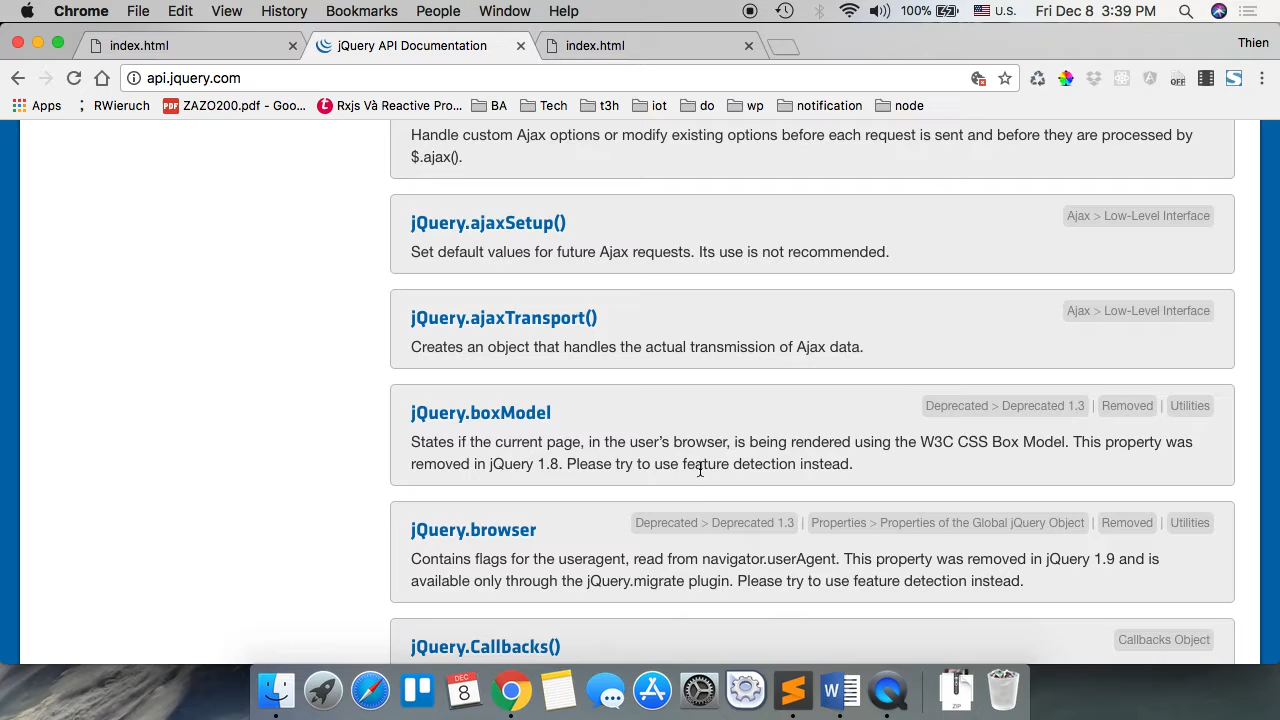 Chrome File Edit View History Bookmarks People Window Help 100% U.S. Fri Dec 8 3:39 PM
index.html jQuery API Documentation index.html Thien
api.jquery.com
Apps RWieruch ZAZO200.pdf - Goo... Rxjs Và Reactive Pro... BA Tech t3h iot do wp notification node
Handle custom Ajax options or modify existing options before each request is sent and before they are processed by
$.ajax().
jQuery.ajaxSetup() Ajax > Low-Level Interface
Set default values for future Ajax requests. Its use is not recommended.
jQuery.ajaxTransport() Ajax > Low-Level Interface
Creates an object that handles the actual transmission of Ajax data.
jQuery.boxModel Deprecated > Deprecated 1.3 | Removed | Utilities
States if the current page, in the user's browser, is being rendered using the W3C CSS Box Model. This property was
removed in jQuery 1.8. Please try to use feature detection instead.
jQuery.browser Deprecated > Deprecated 1.3 | Properties > Properties of the Global jQuery Object | Removed | Utilities
Contains flags for the useragent, read from navigator.userAgent. This property was removed in jQuery 1.9 and is
available only through the jQuery.migrate plugin. Please try to use feature detection instead.
jQuery.Callbacks() Callbacks Object
DEC
8
ZIP